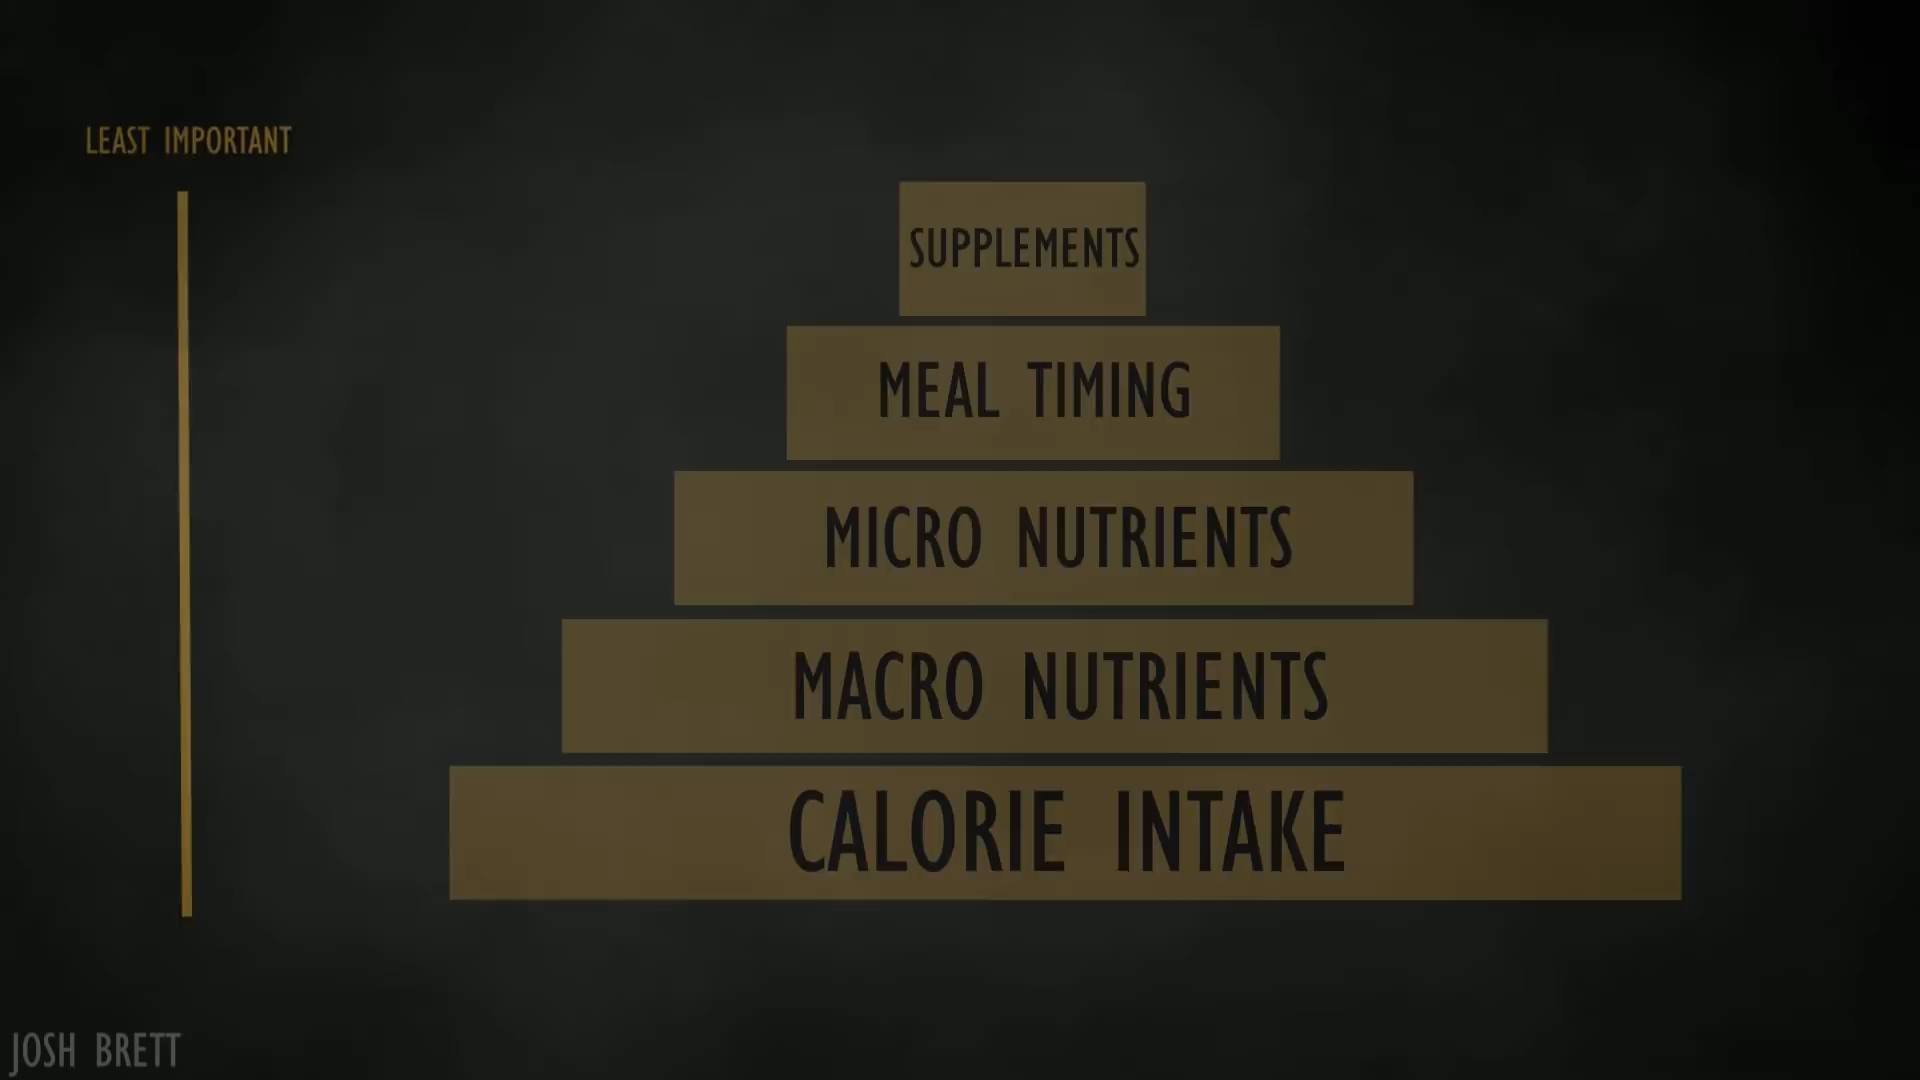 LEAST IMPORTANT
SUPPLEMENTS
MEAL TIMING
MICRO NUTRIENTS
MACRO NUTRIENTS
CALORIE INTAKE
JOSH BRETT